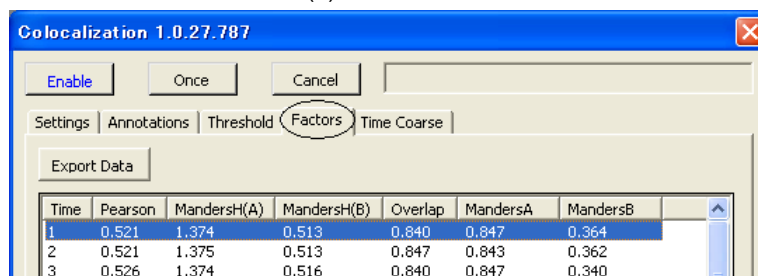 Colocalization 1.0.27.787
Enable Once Cancel
Settings Annotations Threshold Factors Time Coarse
Export Data
Time Pearson MandersH(A) MandersH(B) Overlap MandersA MandersB
1 0.521 1.374 0.513 0.840 0.847 0.364
2 0.521 1.375 0.513 0.847 0.843 0.362
3 0.526 1.374 0.516 0.840 0.847 0.340